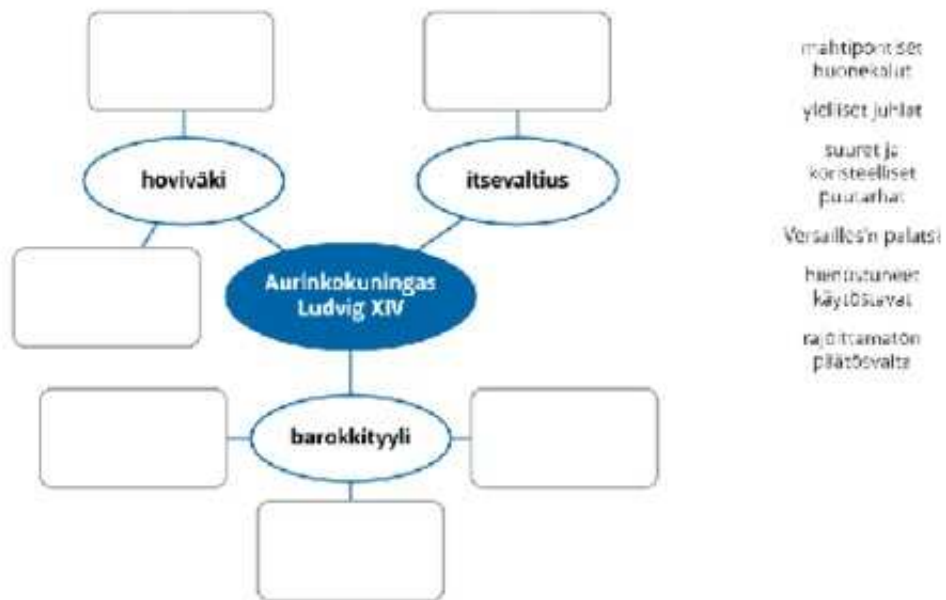 hoviväki
itsevaltius
Aurinkokuningas
Ludvig XIV
barokkityyli
mahtipontiset
huonekalut
ylelliset juhlat
suuret ja
koristeelliset
puutarhat
Versailles'n palatsi
hienostuneet
käytöstavat
rajoittamaton
päätösvalta